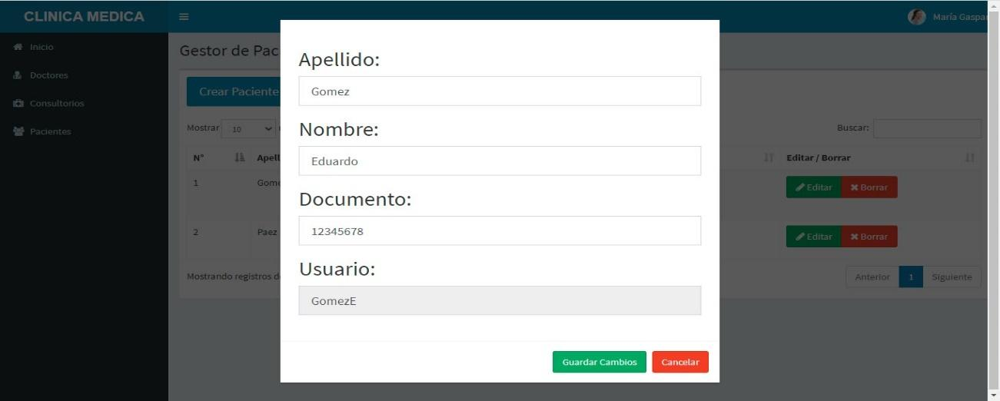 CLINICA MEDICA
María Gaspar
Inicio
Doctores
Consultorios
Pacientes
Gestor de Pac
Crear Paciente
Mostrar 10
Buscar:
N° Apell Editar / Borrar
1 Gome Editar Borrar
2 Paez Editar Borrar
Mostrando registros d
Anterior 1 Siguiente
Apellido:
Gomez
Nombre:
Eduardo
Documento:
12345678
Usuario:
GomezE
Guardar Cambios Cancelar